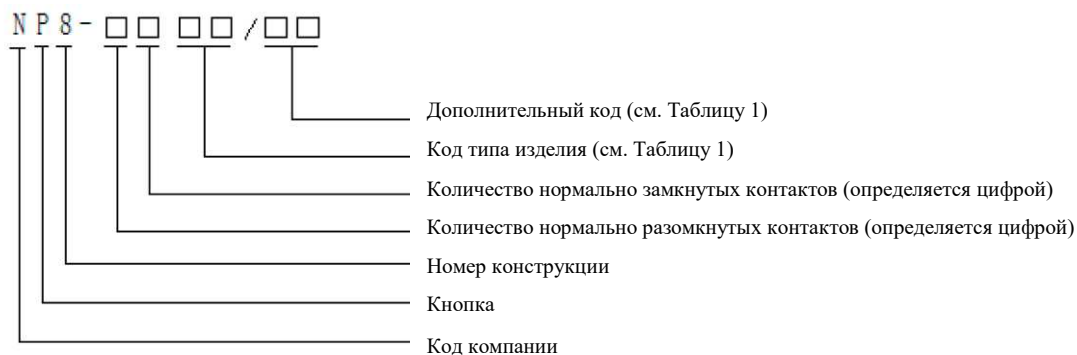 NP8-□□ □□/□□
Дополнительный код (см. Таблицу 1)
Код типа изделия (см. Таблицу 1)
Количество нормально замкнутых контактов (определяется цифрой)
Количество нормально разомкнутых контактов (определяется цифрой)
Номер конструкции
Кнопка
Код компании